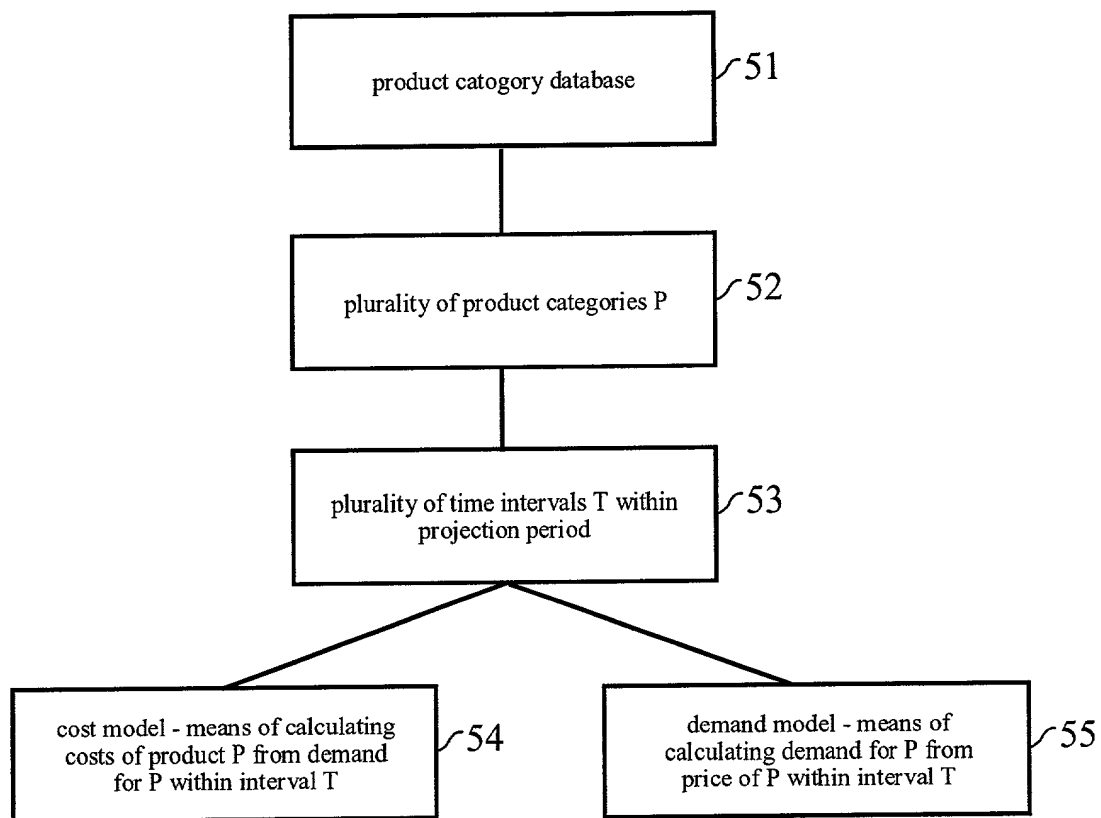 product catogory database
51
plurality of product categories P
52
plurality of time intervals T within
projection period
53
cost model - means of calculating
costs of product P from demand
for P within interval T
54
demand model - means of
calculating demand for P from
price of P within interval T
55